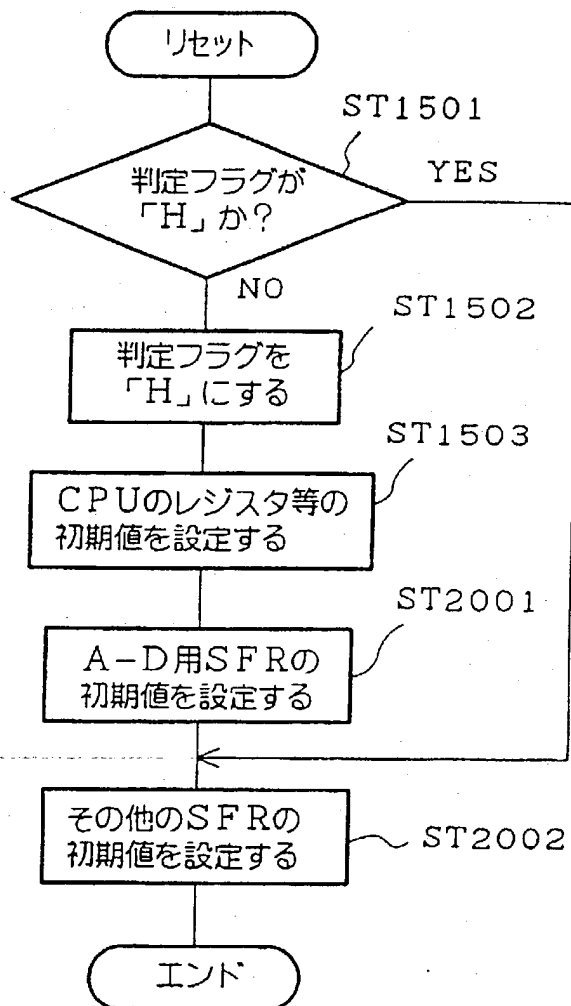 リセット
ST1501
判定フラグが
「H」か?
YES
NO
ST1502
判定フラグを
「H」にする
ST1503
CPUのレジスタ等の
初期値を設定する
ST2001
A-D用SFRの
初期値を設定する
その他のSFRの
初期値を設定する
ST2002
エンド